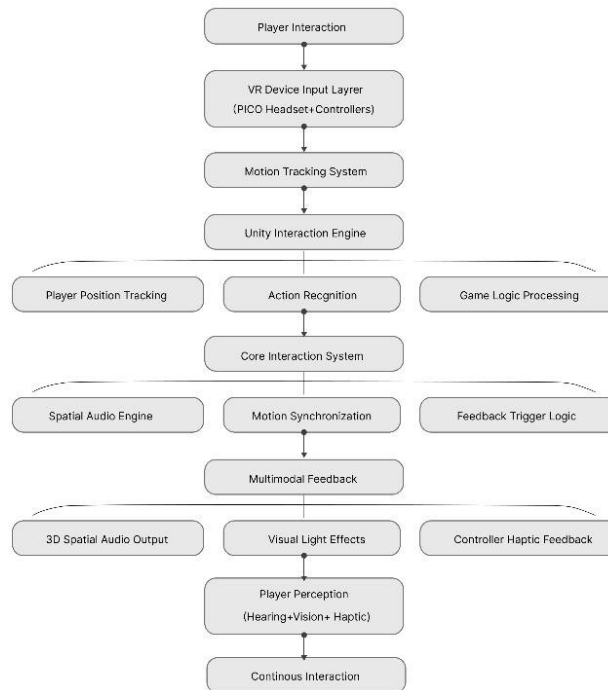 Player Interaction
VR Device Input Layrer
(PICO Headset+Controllers)
Motion Tracking System
Unity Interaction Engine
Player Position Tracking
Action Recgnition
Game Logic Processing
Core Interaction System
Spatial Audio Engine
Motion Synchronization
Feedback Trigger Logic
Multimodal Feedback
3D Spatial Audio Output
Visual Light Effects
Controller Haptic Feedback
Player Perception
(Hearing+Vision+ Haptic)
Continous Interaction